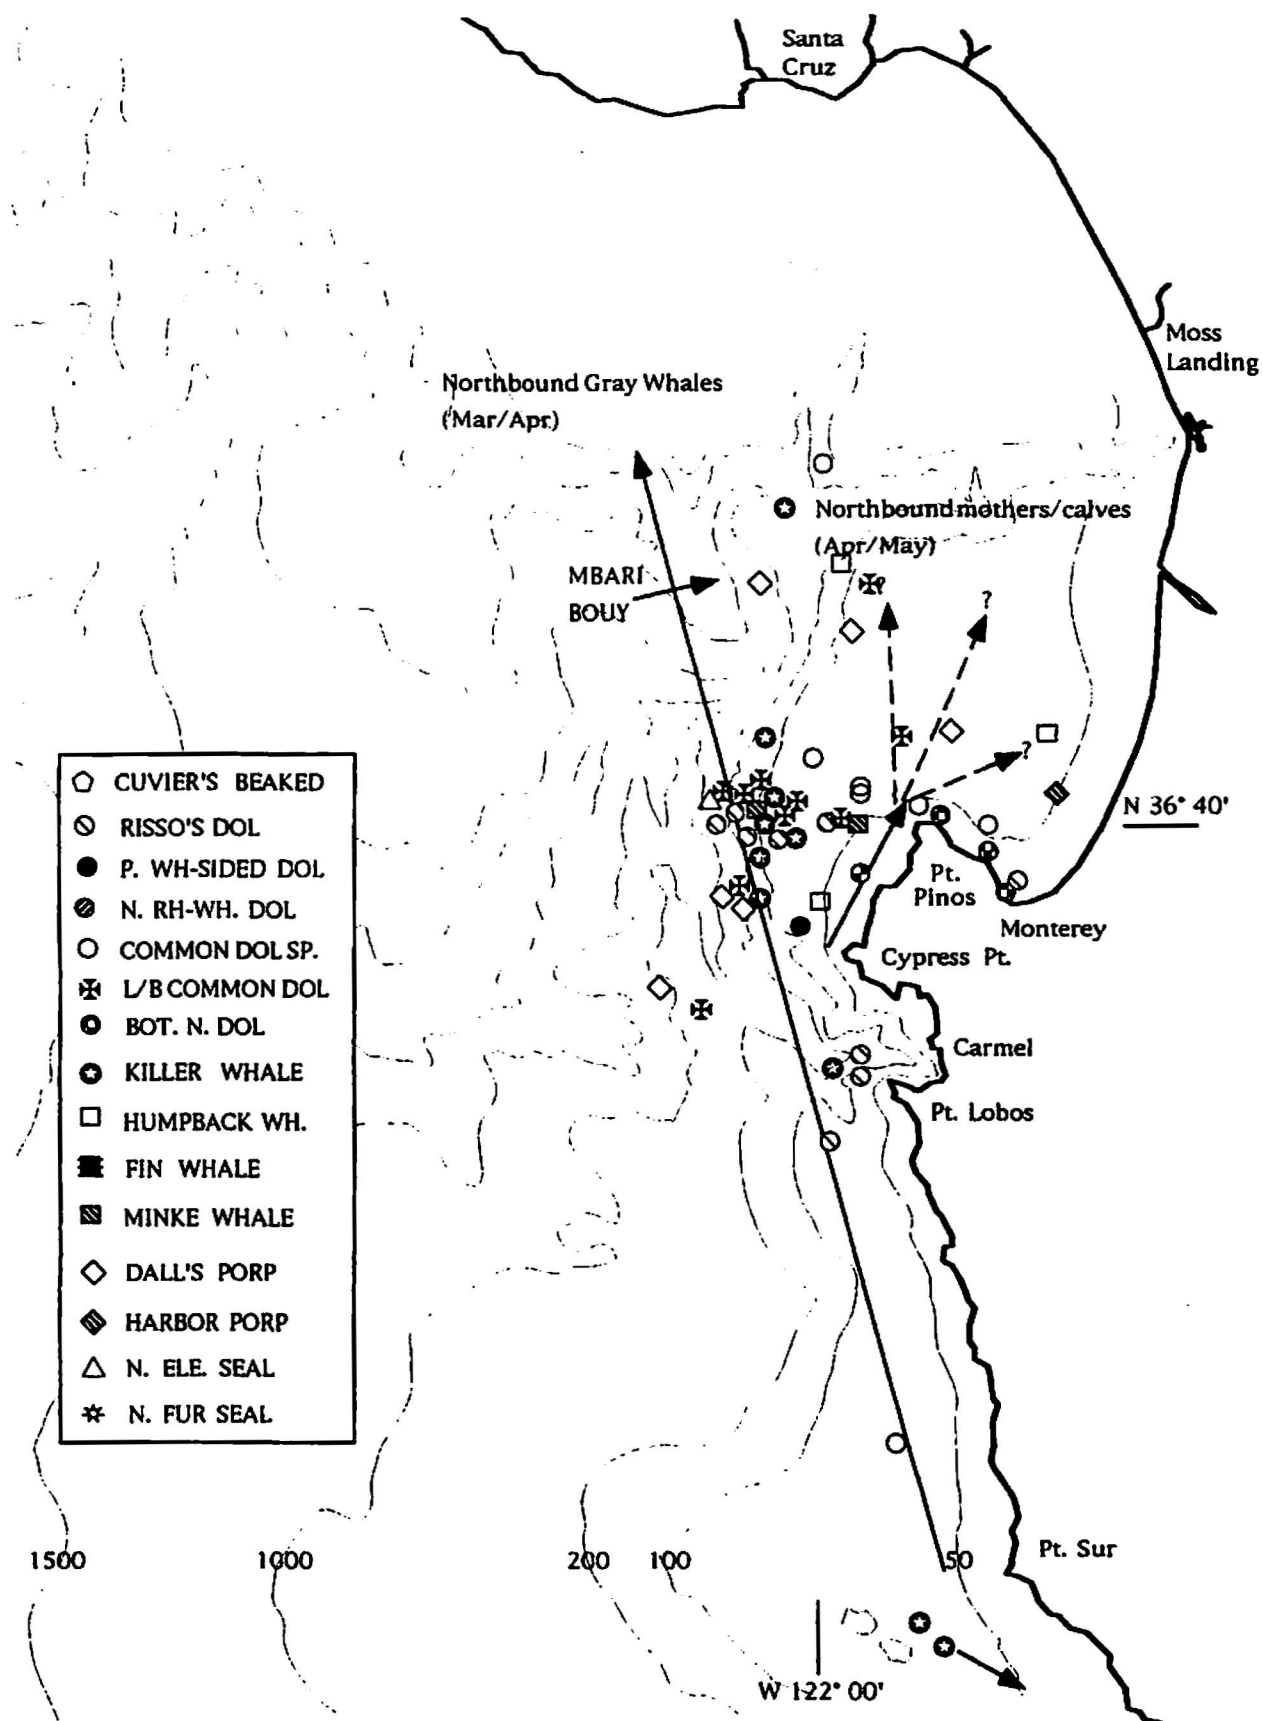 Santa
Cruz
Moss
Landing
Northbound Gray Whales
(Mar/Apr)
Northbound mothers/calves
(Apr/May)
MBARI
BOUY
?
?
?
CUVIER'S BEAKED
RISSO'S DOL
P. WH-SIDED DOL
N. RH-WH. DOL
COMMON DOL SP.
L/B COMMON DOL
BOT. N. DOL
KILLER WHALE
HUMPBACK WH.
FIN WHALE
MINKE WHALE
DALL'S PORP
HARBOR PORP
N. ELE. SEAL
N. FUR SEAL
N 36° 40'
Pt.
Pinos
Monterey
Cypress Pt.
Carmel
Pt. Lobos
Pt. Sur
1500
1000
200
100
50
W 122° 00'